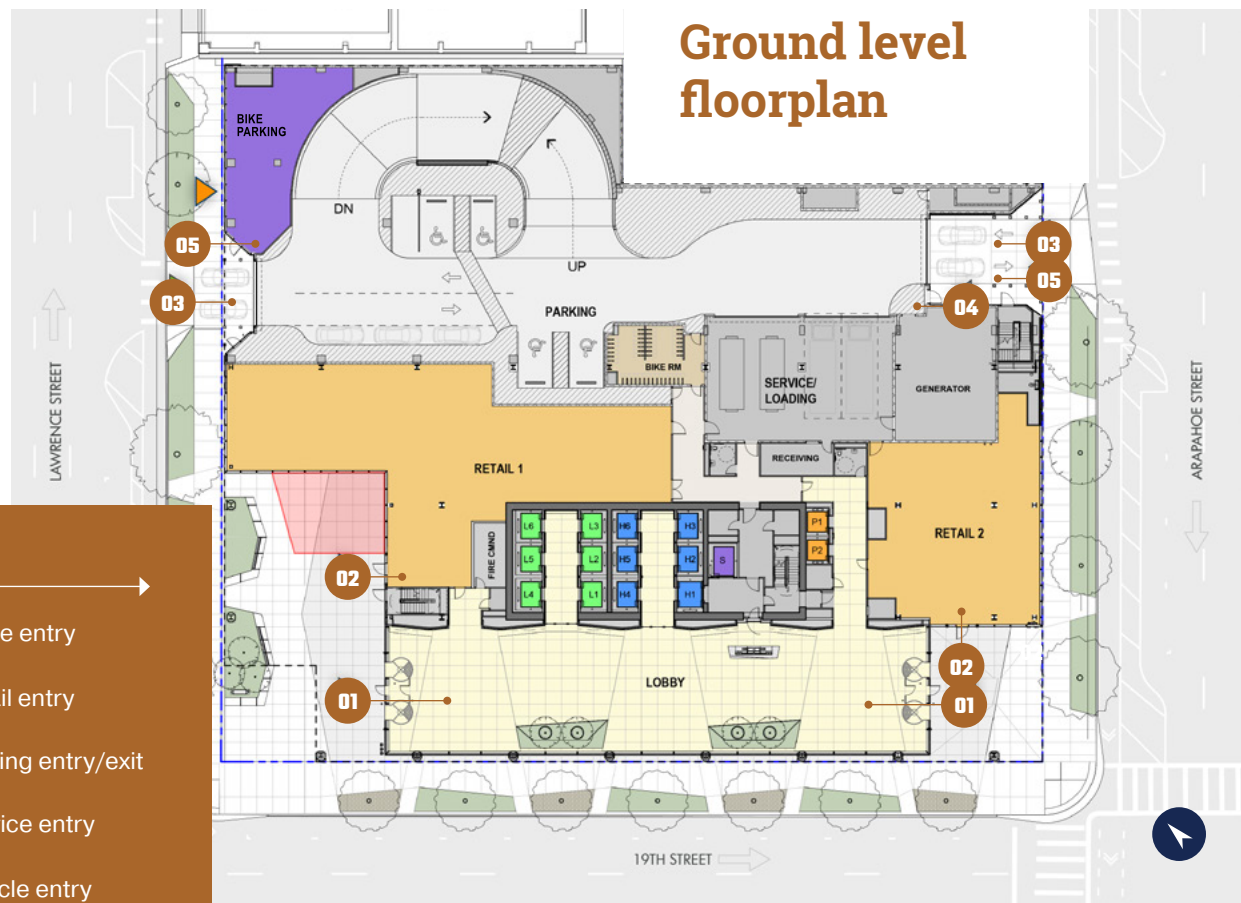 Ground level
floorplan
BIKE
PARKING
DN
UP
05
03
03
05
04
PARKING
BIKE RM
SERVICE/
LOADING
GENERATOR
LAWRENCE STREET
ARAPAHOE STREET
RETAIL 1
RECEIVING
RETAIL 2
L6
L3
H6
H3
P1
L5
L2
H5
H2
S
P2
L4
L1
H4
H1
FIRE CMND
02
02
01
LOBBY
01
19TH STREET
e entry
il entry
ing entry/exit
ice entry
cle entry